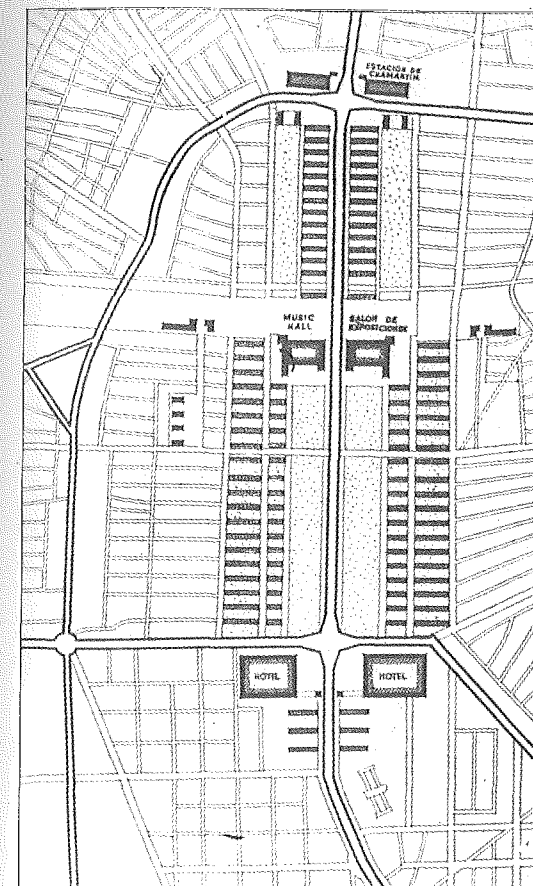 ESTACION DE
CHAMARTIN
MUSIC
HALL
SALON DE
EXPOSICIONES
HOTEL
HOTEL